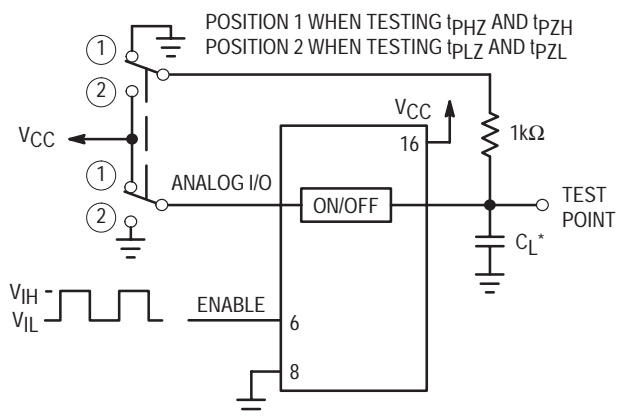 POSITION 1 WHEN TESTING tPHZ AND tPZH
POSITION 2 WHEN TESTING tPLZ AND tPZL
1
2
VCC
VCC
16
1kΩ
1
ANALOG I/O
ON/OFF
TEST
POINT
2
CL*
VIH
VIL
ENABLE
6
8